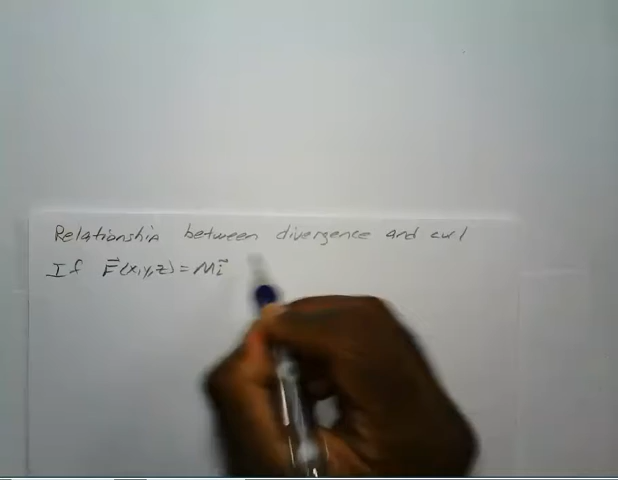 Relationship between divergence and curl
If F⃗(x,y,z) = Mi⃗